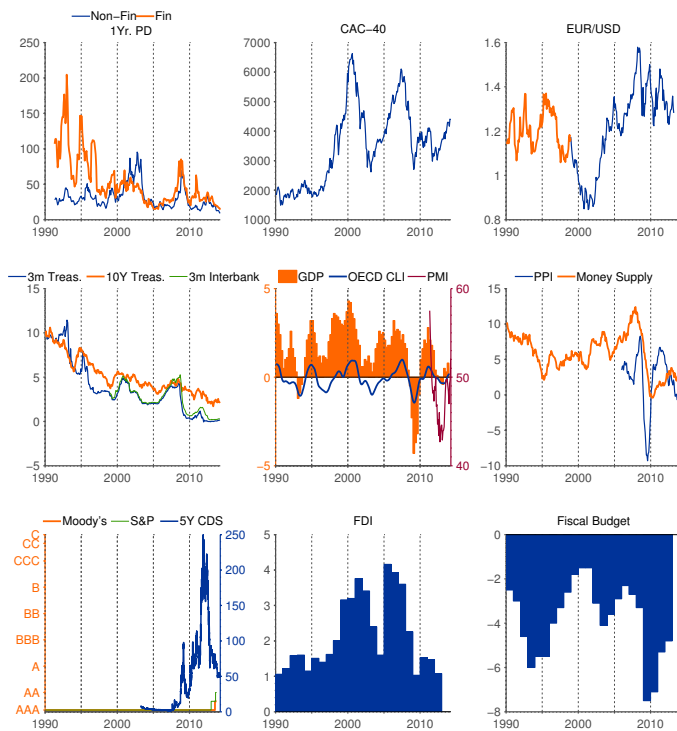 Non−Fin Fin
1Yr. PD
250
200
150
100
50
0
1990 2000 2010
CAC−40
7000
6000
5000
4000
3000
2000
1000
1990 2000 2010
EUR/USD
1.6
1.4
1.2
1
0.8
1990 2000 2010
3m Treas. 10Y Treas. 3m Interbank
15
10
5
0
−5
1990 2000 2010
GDP OECD CLI PMI
5 60
0 50
−5 40
1990 2000 2010
PPI Money Supply
15
10
5
0
−5
−10
1990 2000 2010
Moody's S&P 5Y CDS
C 250
CC
CCC 200
B 150
BB
BBB 100
A 50
AA
AAA 0
1990 2000 2010
FDI
5
4
3
2
1
0
1990 2000 2010
Fiscal Budget
0
−2
−4
−6
−8
1990 2000 2010